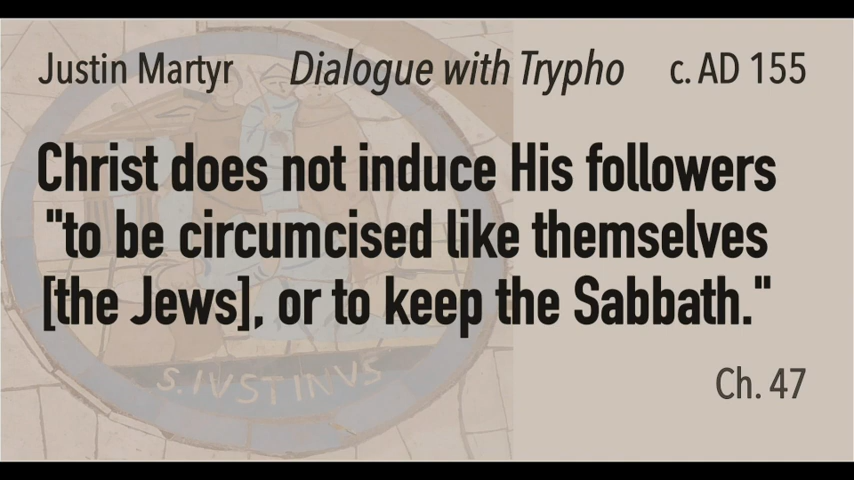 Justin Martyr Dialogue with Trypho c. AD 155
Christ does not induce His followers
"to be circumcised like themselves
[the Jews], or to keep the Sabbath."
S. IVSTINVS
Ch. 47